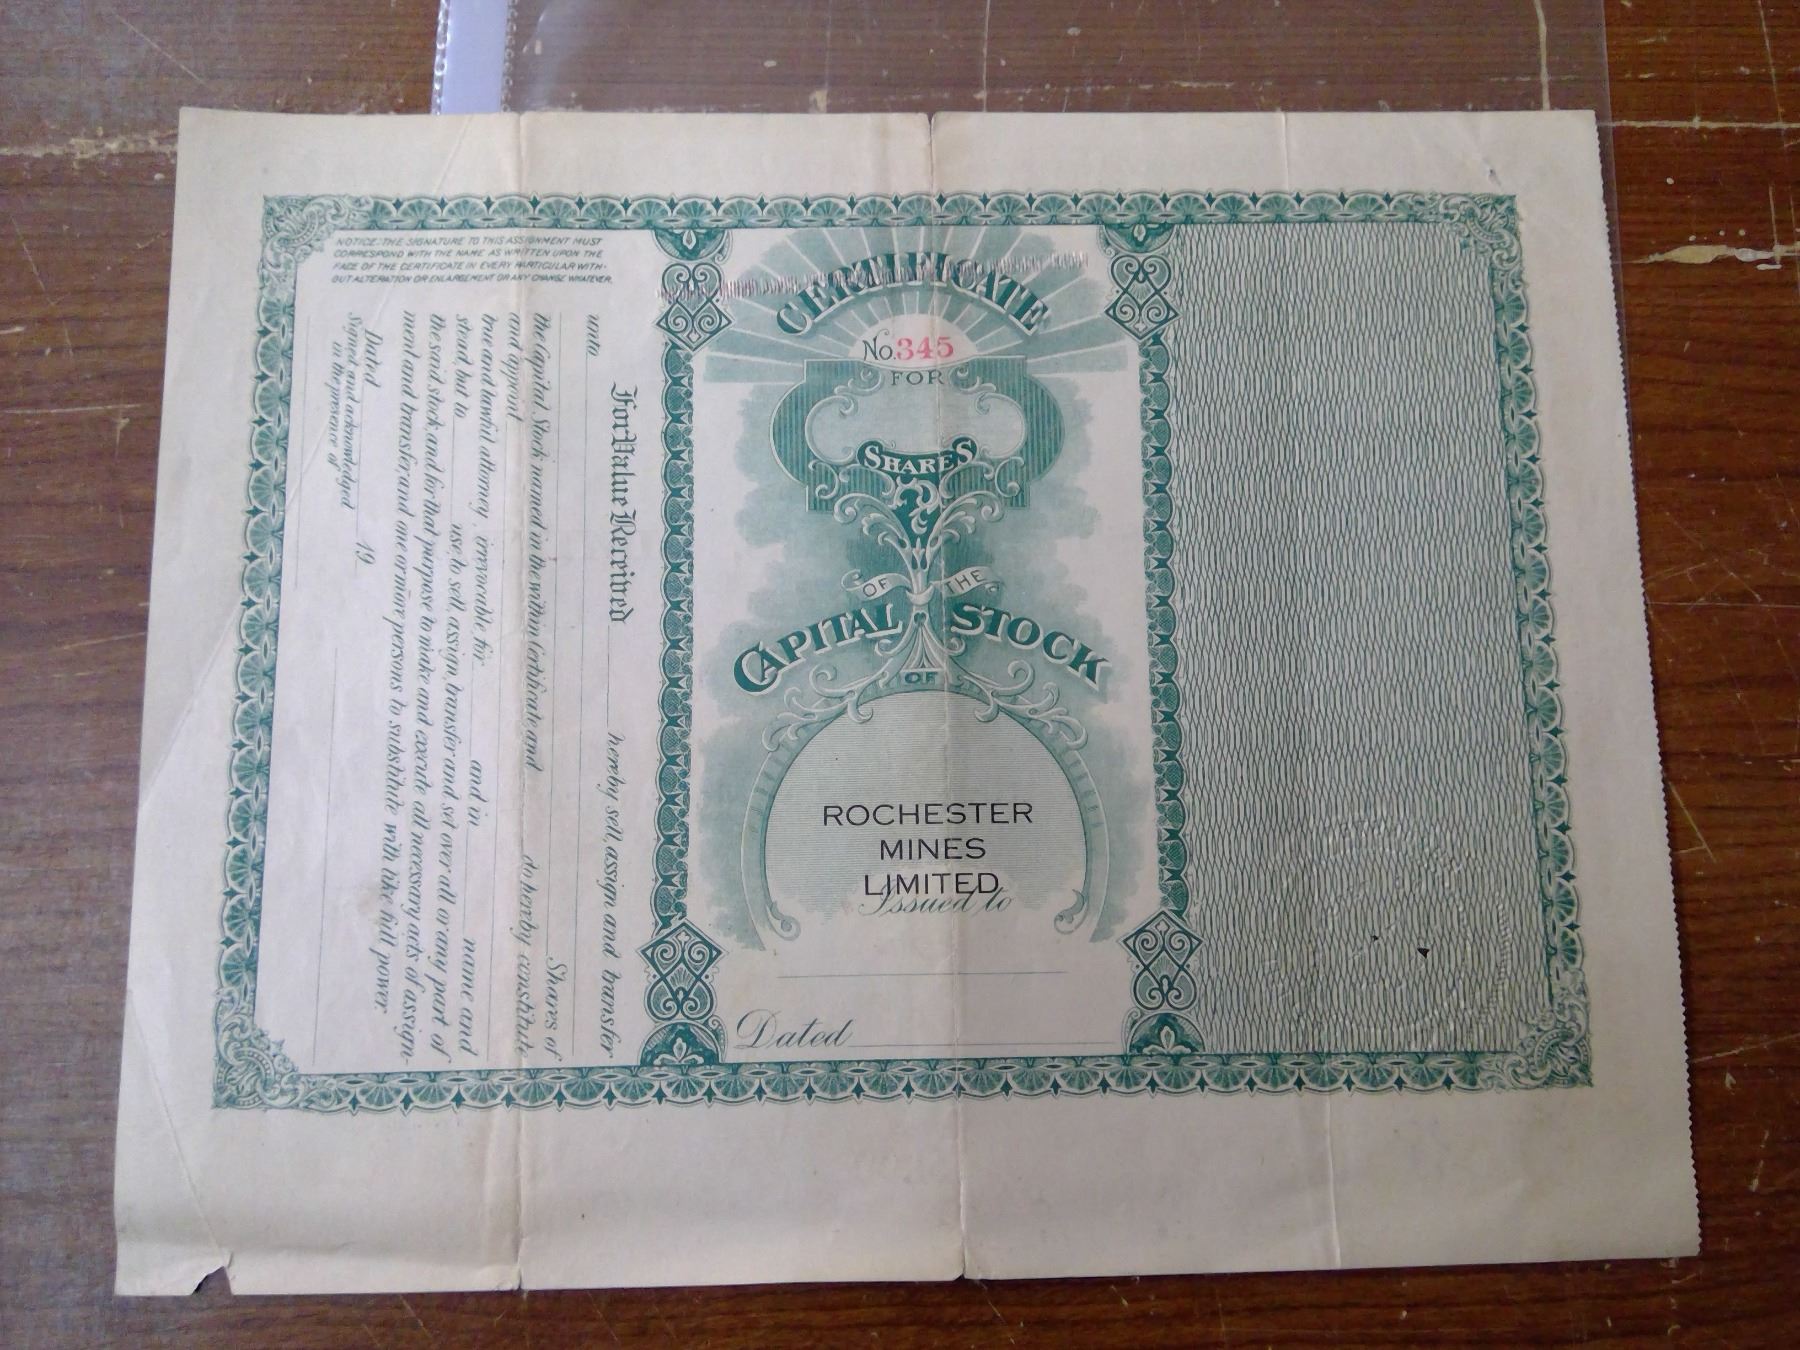 NOTICE: THE SIGNATURE TO THIS ASSIGNMENT MUST
CORRESPOND WITH THE NAME AS WRITTEN UPON THE
FACE OF THE CERTIFICATE IN EVERY PARTICULAR WITH-
OUT ALTERATION OR ENLARGEMENT OR ANY CHANGE WHATEVER.
For Value Received hereby sell, assign and transfer
unto
Shares of
the Capital Stock named in the within Certificate and do hereby constitute
and appoint
true and lawful attorney, irrevocable for and in name and
stead, but to use, to sell, assign, transfer and set over all or any part of
the said stock, and for that purpose to make and execute all necessary acts of assign-
ment and transfer, and one or more persons to substitute with like full power.
Dated 19
Signed and acknowledged
in the presence of
CERTIFICATE
No. 345
FOR
SHARES
OF THE
CAPITAL STOCK
OF
ROCHESTER
MINES
LIMITED
Issued to
Dated